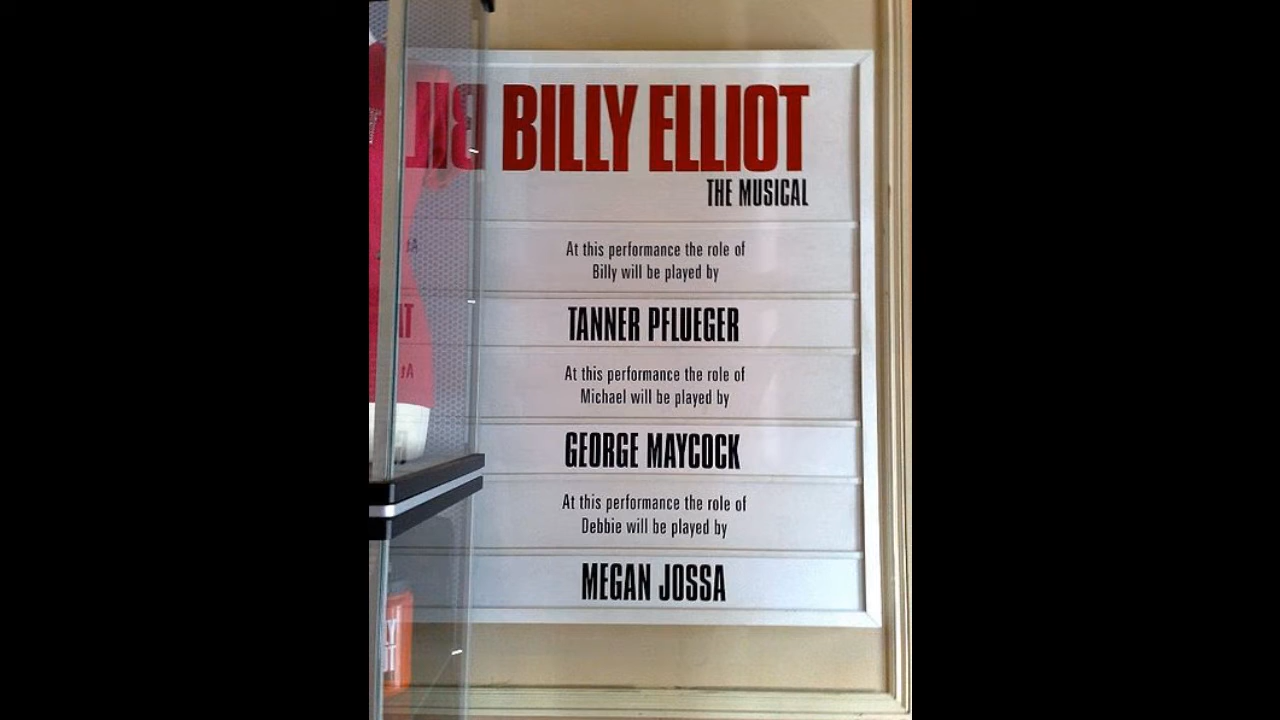 BILLY ELLIOT
THE MUSICAL
At this performance the role of
Billy will be played by
TANNER PFLUEGER
At this performance the role of
Michael will be played by
GEORGE MAYCOCK
At this performance the role of
Debbie will be played by
MEGAN JOSSA